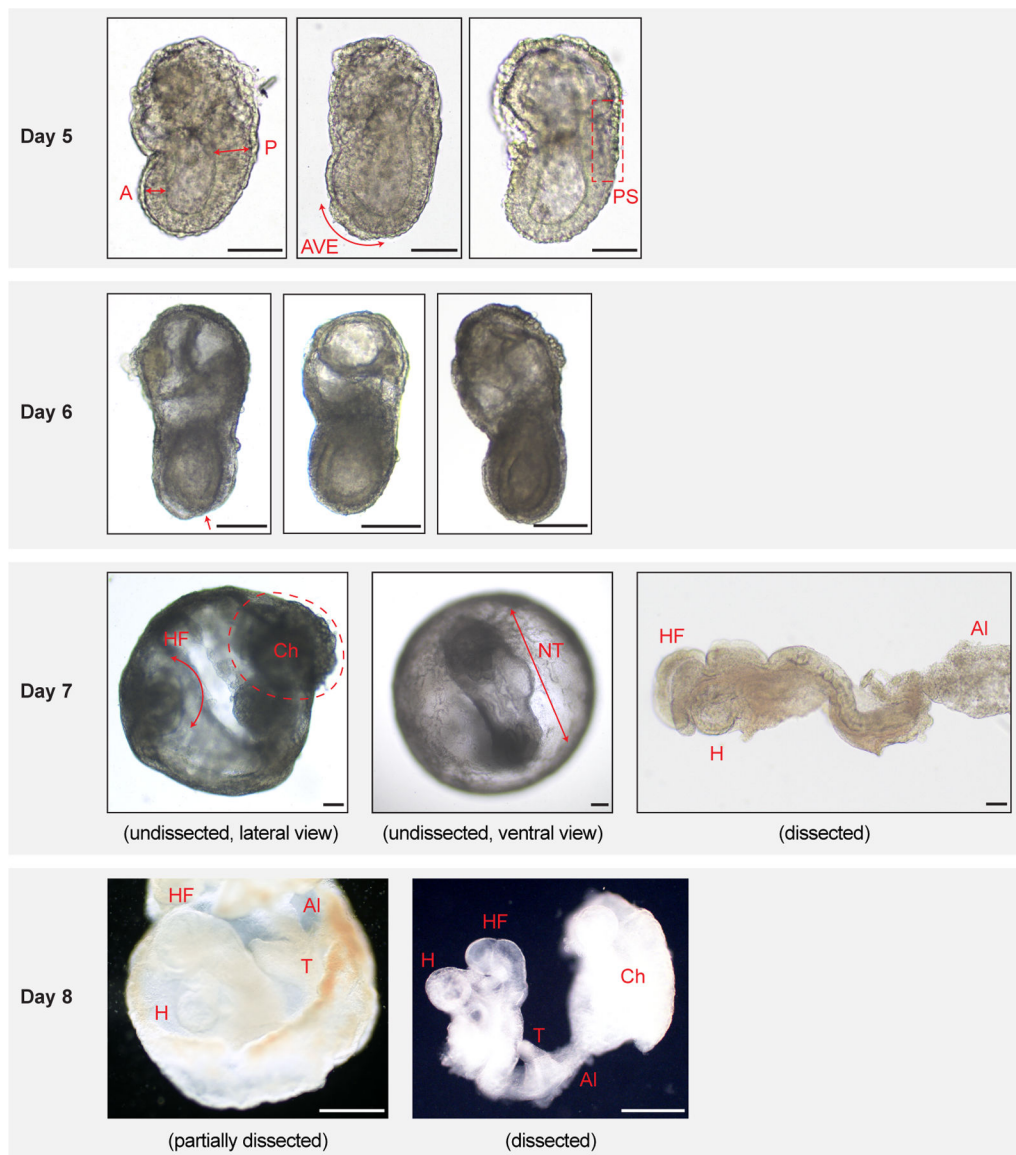 Day 5
A
P
AVE
PS
Day 6
Day 7
HF
Ch
NT
HF
H
Al
(undissected, lateral view)
(undissected, ventral view)
(dissected)
Day 8
HF
Al
T
H
HF
H
Ch
T
Al
(partially dissected)
(dissected)